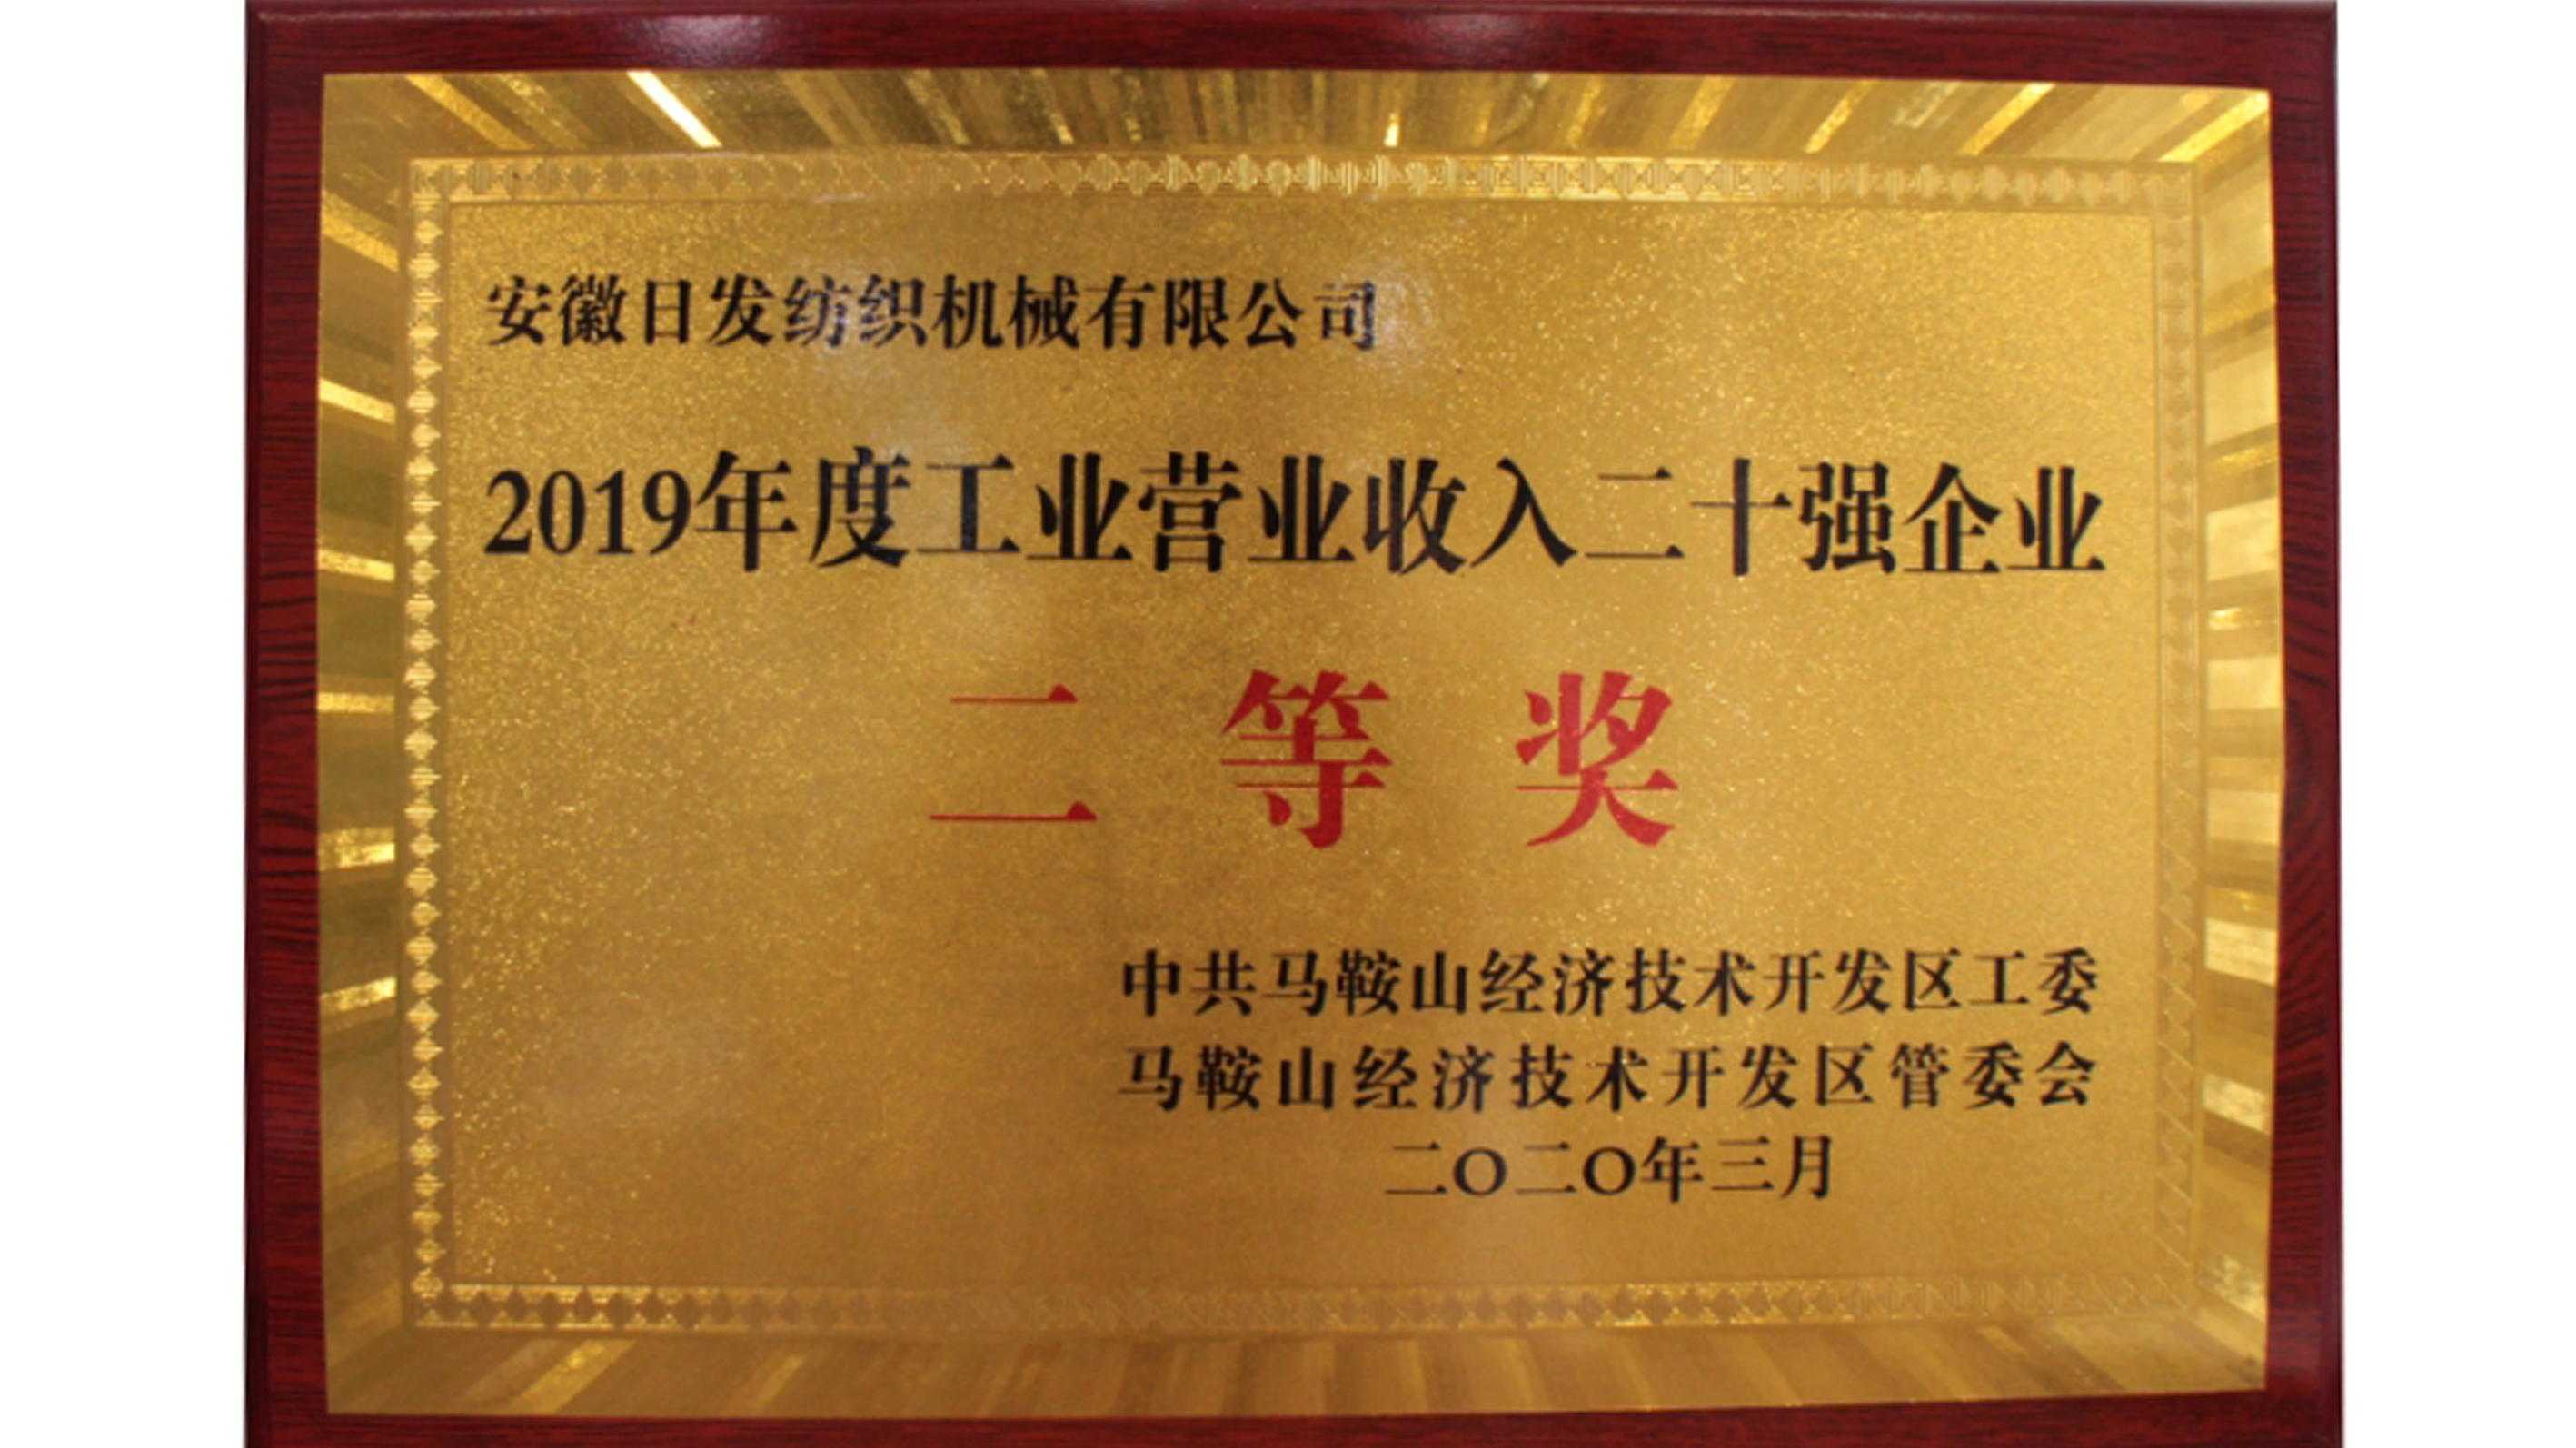 安徽日发纺织机械有限公司
2019年度工业营业收入二十强企业
二等奖
中共马鞍山经济技术开发区工委
马鞍山经济技术开发区管委会
二〇二〇年三月